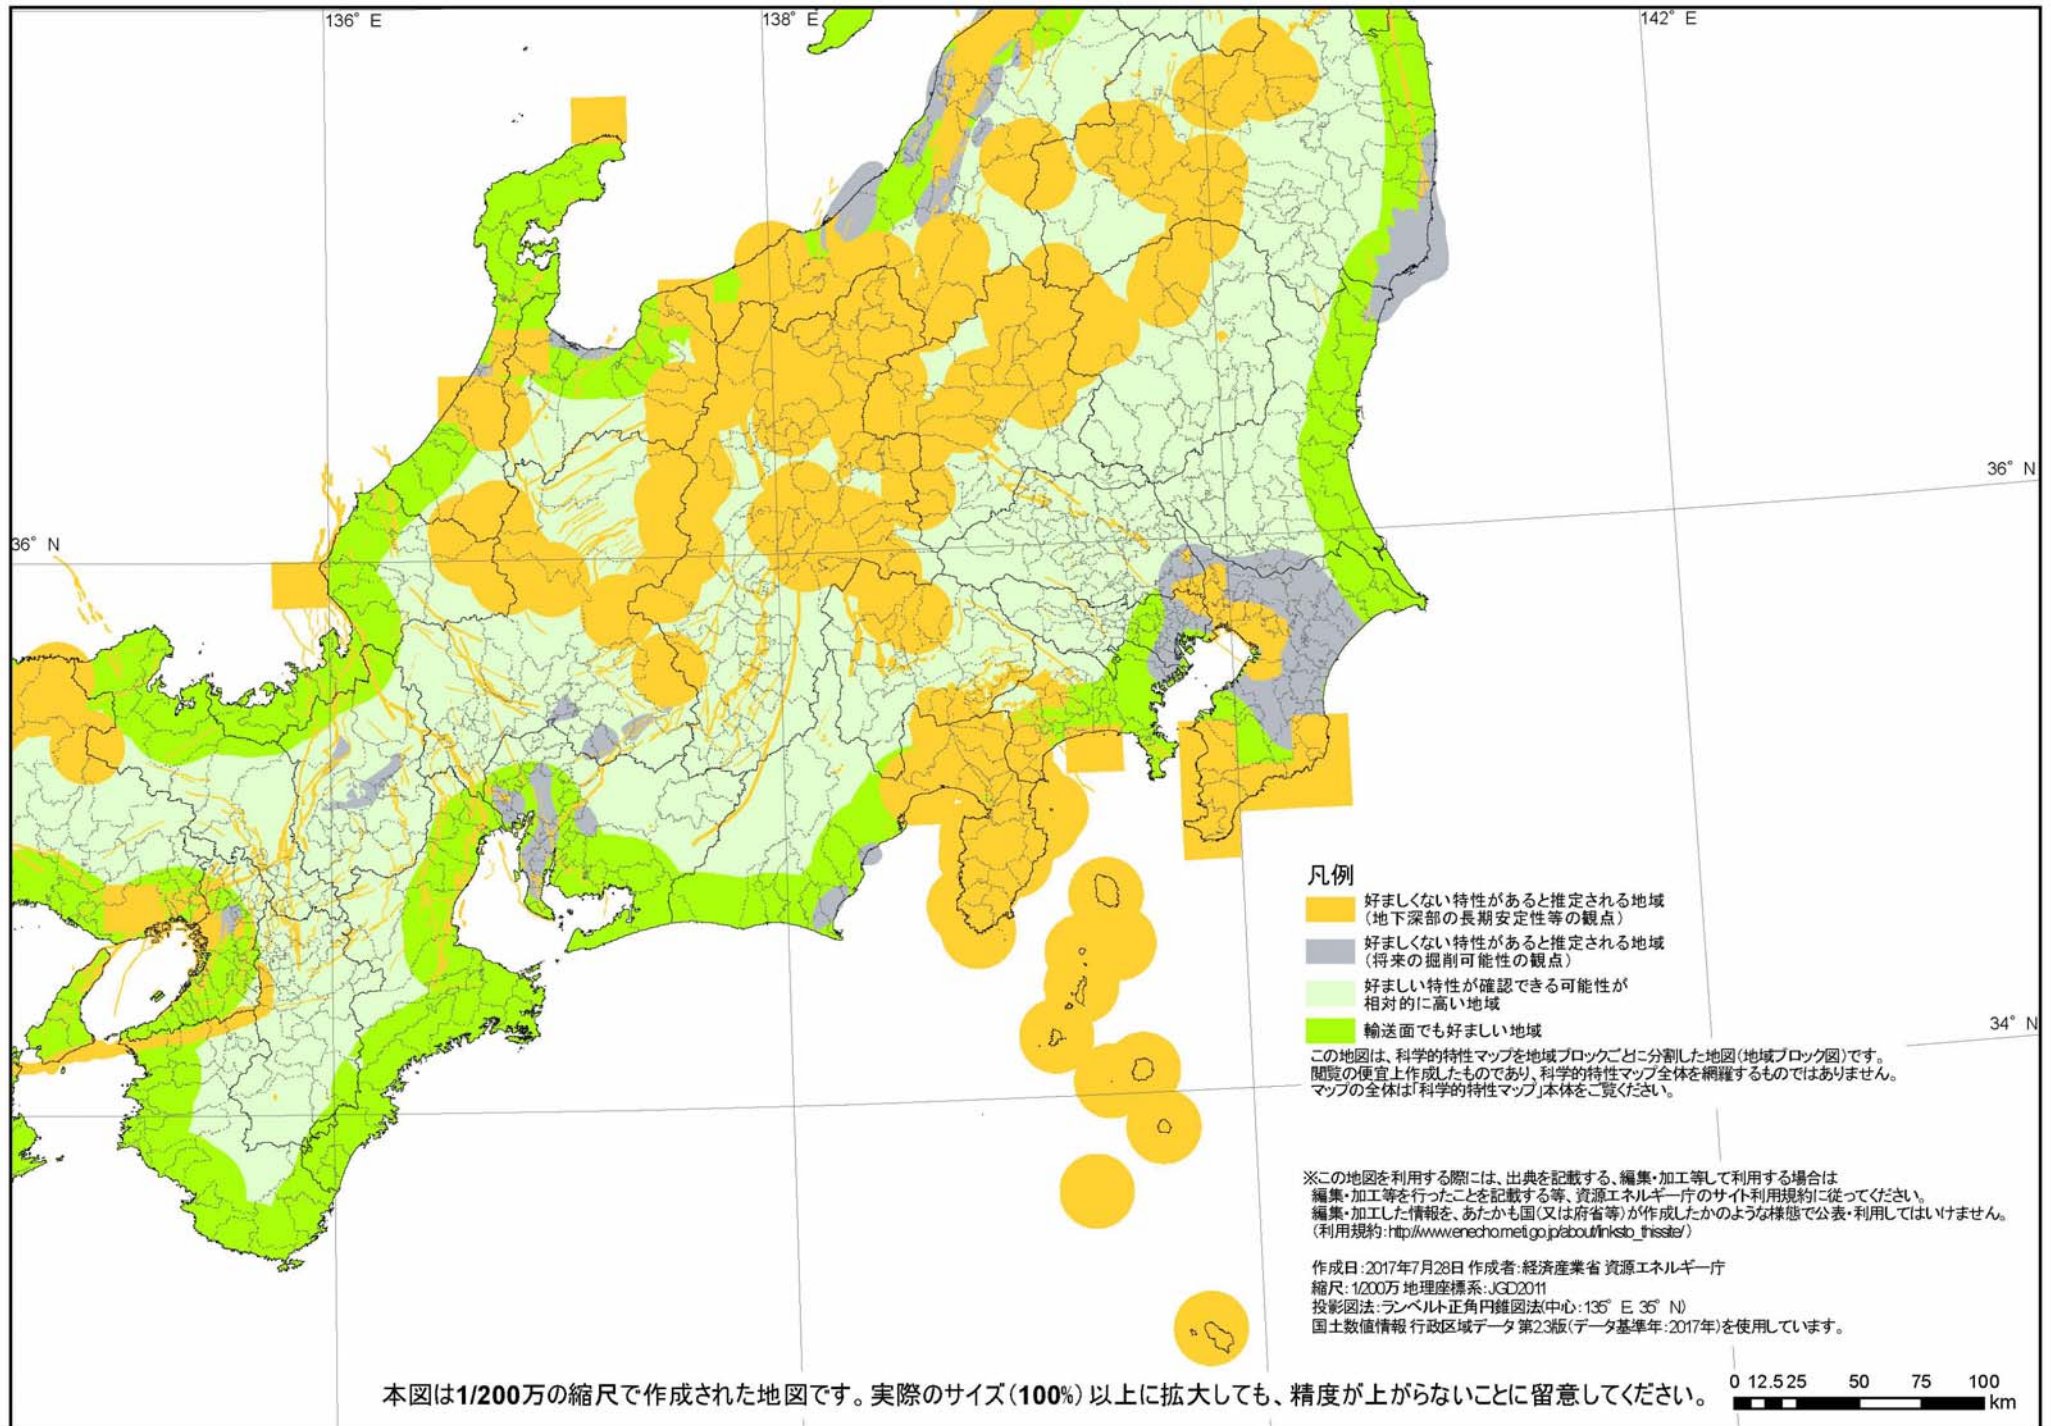 136° E
138° E
142° E
36° N
36° N
34° N
凡例
好ましくない特性があると推定される地域
（地下深部の長期安定性等の観点）
好ましくない特性があると推定される地域
（将来の掘削可能性の観点）
好ましい特性が確認できる可能性が
相対的に高い地域
輸送面でも好ましい地域
この地図は、科学的特性マップを地域ブロックごとに分割した地図（地域ブロック図）です。
閲覧の便宜上作成したものであり、科学的特性マップ全体を網羅するものではありません。
マップの全体は「科学的特性マップ」本体をご覧ください。
※この地図を利用する際には、出典を記載する、編集・加工等して利用する場合は
編集・加工等を行ったことを記載する等、資源エネルギー庁のサイト利用規約に従ってください。
編集・加工した情報を、あたかも国（又は府省等）が作成したかのような様態で公表・利用してはいけません。
（利用規約：http://www.enecho.meti.go.jp/about/linksto_thissite/）
作成日：2017年7月28日 作成者：経済産業省 資源エネルギー庁
縮尺：1/200万 地理座標系：JGD2011
投影図法：ランベルト正角円錐図法（中心：135° E, 35° N）
国土数値情報 行政区域データ 第2.3版（データ基準年：2017年）を使用しています。
本図は1/200万の縮尺で作成された地図です。実際のサイズ（100%）以上に拡大しても、精度が上がらないことに留意してください。
0 12.5 25 50 75 100
km